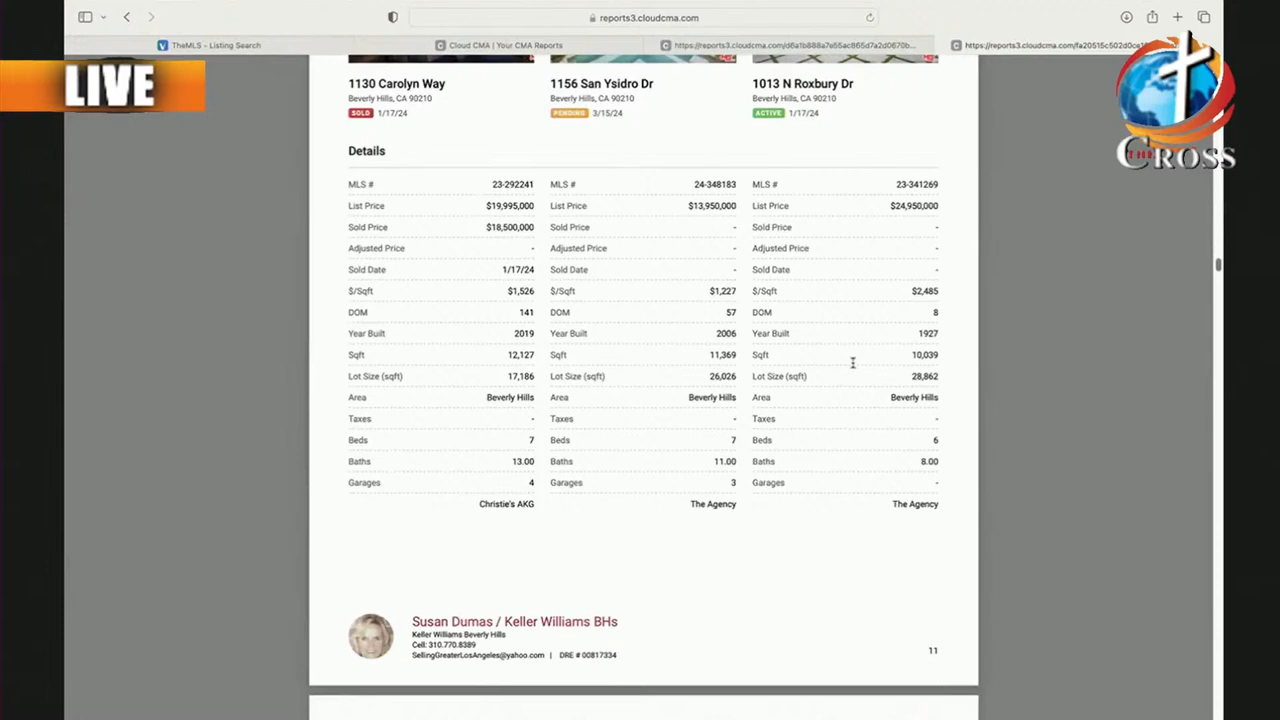 reports3.cloudcma.com
TheMLS - Listing Search
Cloud CMA | Your CMA Reports
https://reports3.cloudcma.com/d6a1b888a7e55ac865d7a2d0670b...
https://reports3.cloudcma.com/fa20515c502d0ce
LIVE
THE
CROSS
1130 Carolyn Way 1156 San Ysidro Dr 1013 N Roxbury Dr
Beverly Hills, CA 90210 Beverly Hills, CA 90210 Beverly Hills, CA 90210
SOLD 1/17/24 PENDING 3/15/24 ACTIVE 1/17/24
Details
MLS # 23-292241 MLS # 24-348183 MLS # 23-341269
List Price $19,995,000 List Price $13,950,000 List Price $24,950,000
Sold Price $18,500,000 Sold Price - Sold Price -
Adjusted Price - Adjusted Price - Adjusted Price -
Sold Date 1/17/24 Sold Date - Sold Date -
$/Sqft $1,526 $/Sqft $1,227 $/Sqft $2,485
DOM 141 DOM 57 DOM 8
Year Built 2019 Year Built 2006 Year Built 1927
Sqft 12,127 Sqft 11,369 Sqft 10,039
Lot Size (sqft) 17,186 Lot Size (sqft) 26,026 Lot Size (sqft) 28,862
Area Beverly Hills Area Beverly Hills Area Beverly Hills
Taxes - Taxes - Taxes -
Beds 7 Beds 7 Beds 6
Baths 13.00 Baths 11.00 Baths 8.00
Garages 4 Garages 3 Garages -
Christie's AKG The Agency The Agency
Susan Dumas / Keller Williams BHs
Keller Williams Beverly Hills
Cell: 310.770.8389
SellingGreaterLosAngeles@yahoo.com | DRE # 00817334
11